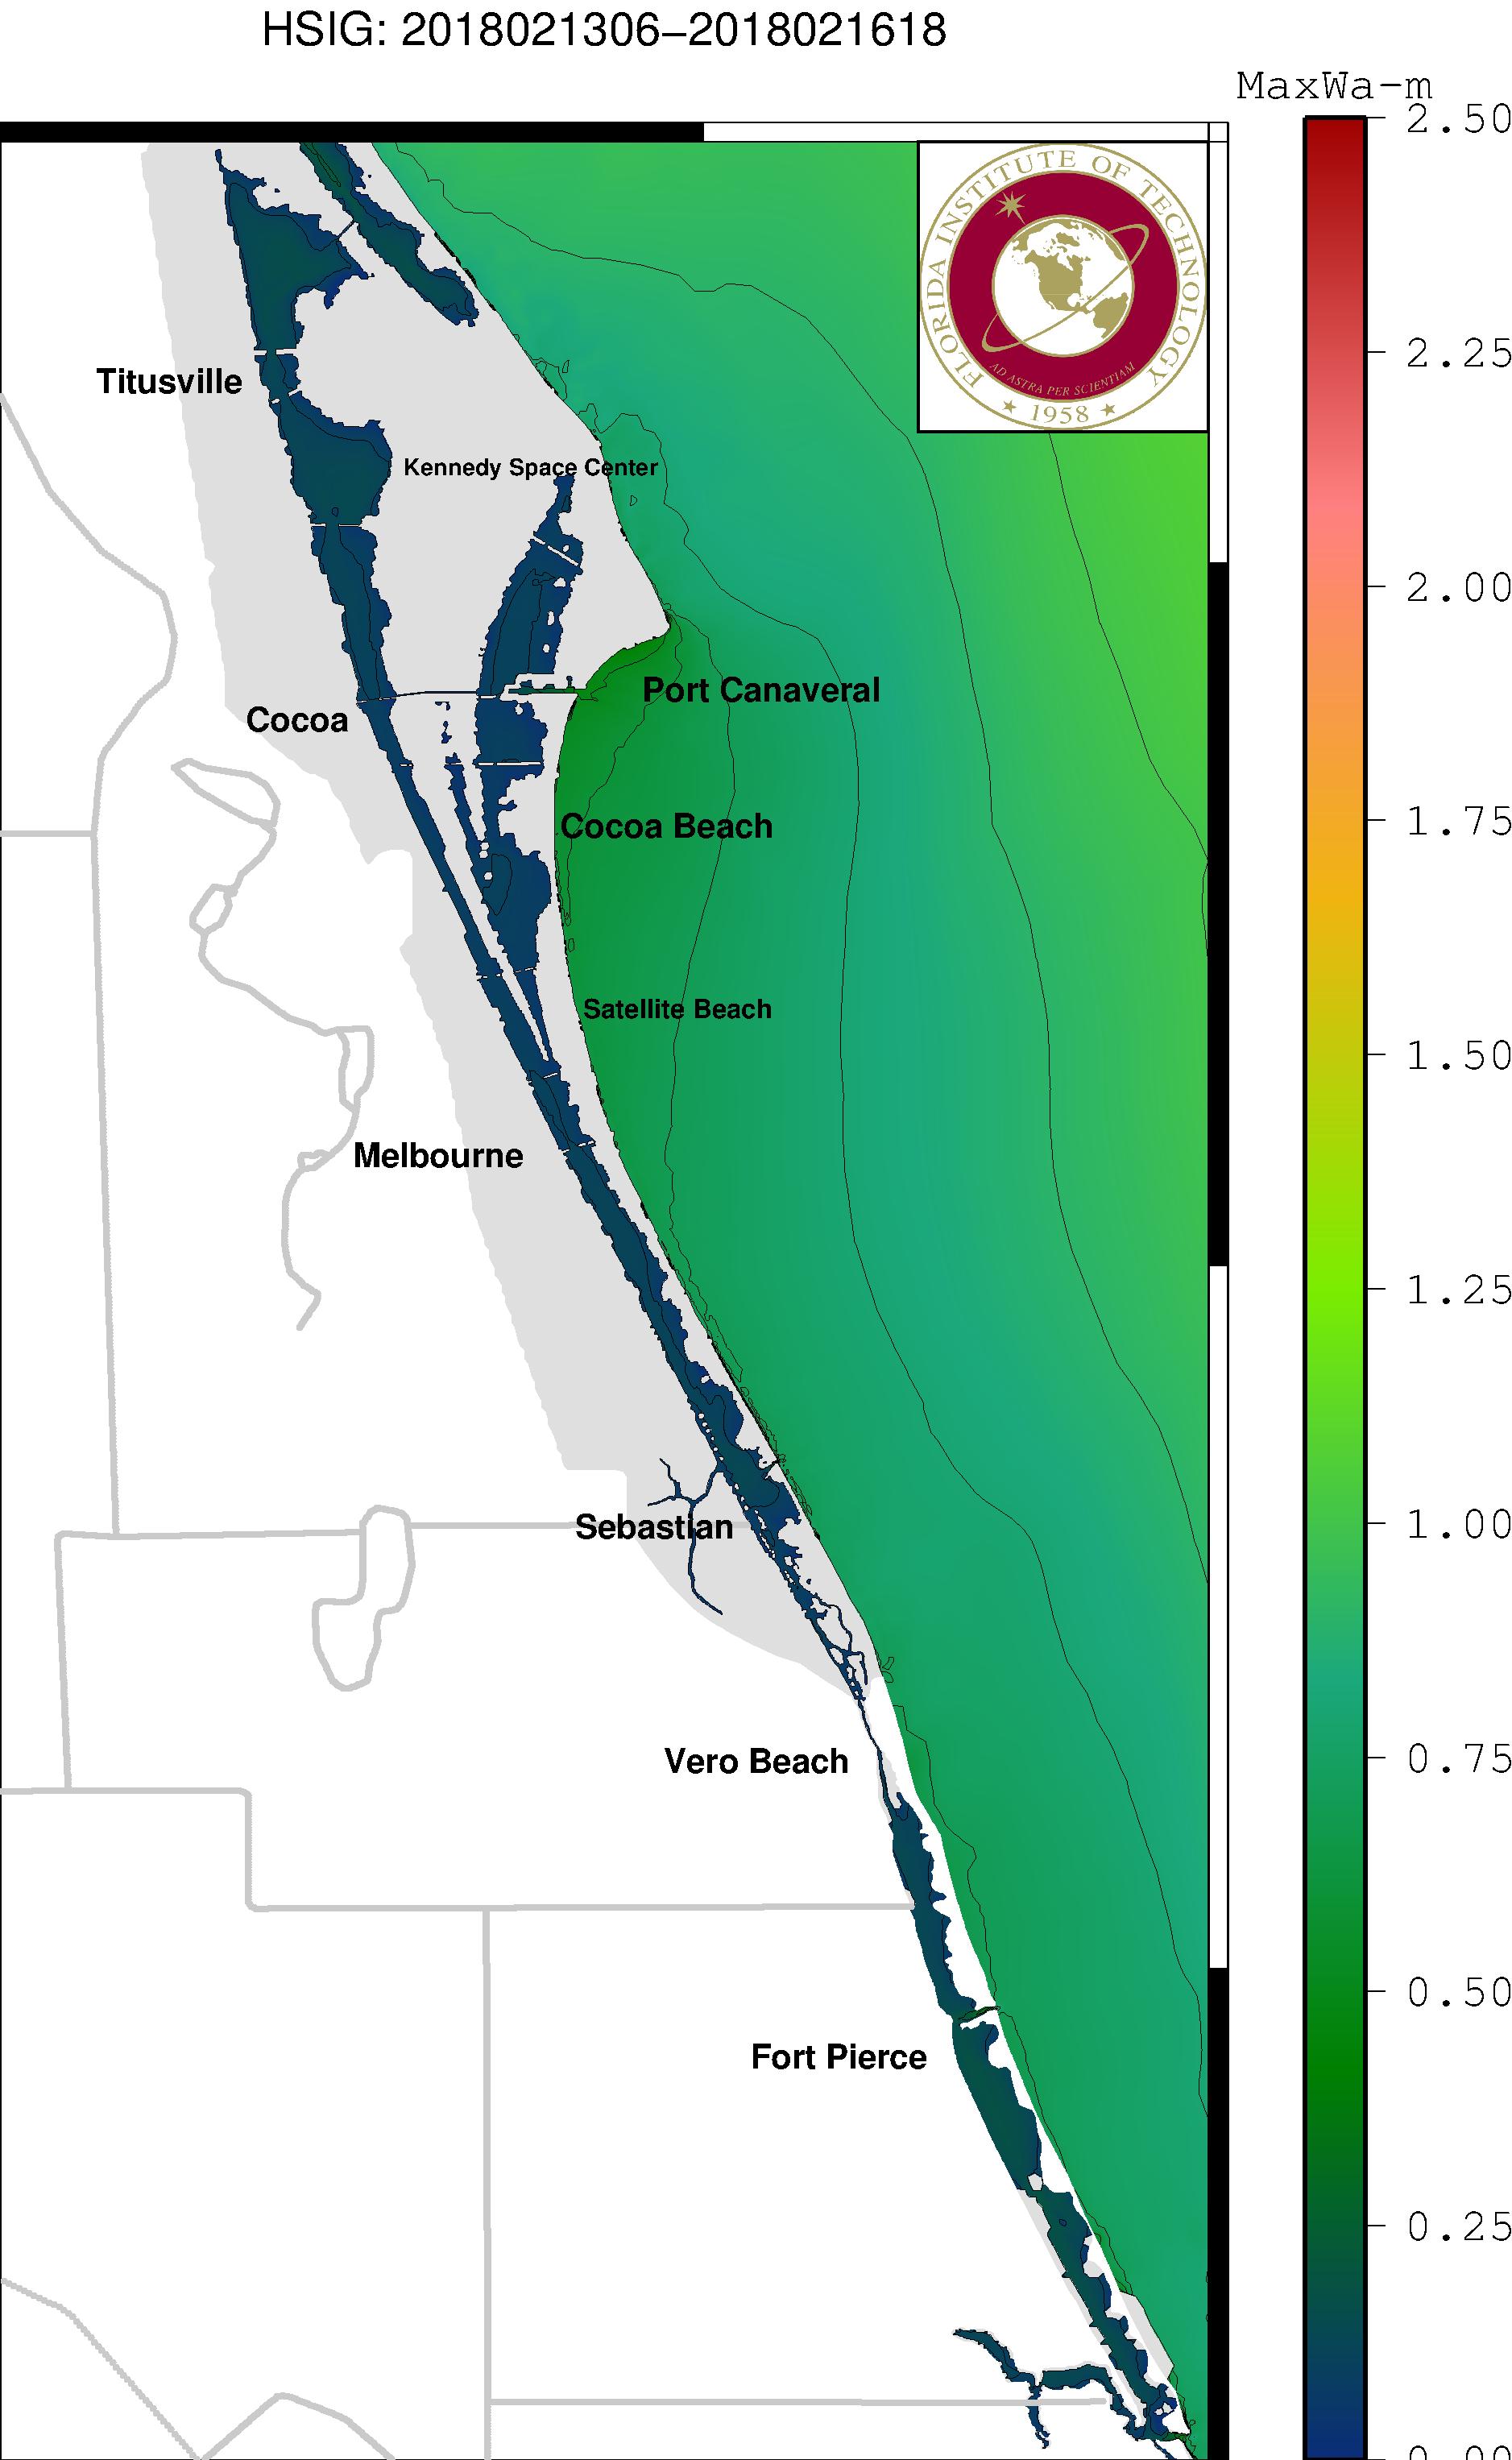 HSIG: 2018021306−2018021618
MaxWa-m
2.50
2.25
2.00
1.75
1.50
1.25
1.00
0.75
0.50
0.25
0.00
FLORIDA INSTITUTE OF TECHNOLOGY
AD ASTRA PER SCIENTIAM
★ 1958 ★
Titusville
Kennedy Space Center
Port Canaveral
Cocoa
Cocoa Beach
Satellite Beach
Melbourne
Sebastian
Vero Beach
Fort Pierce